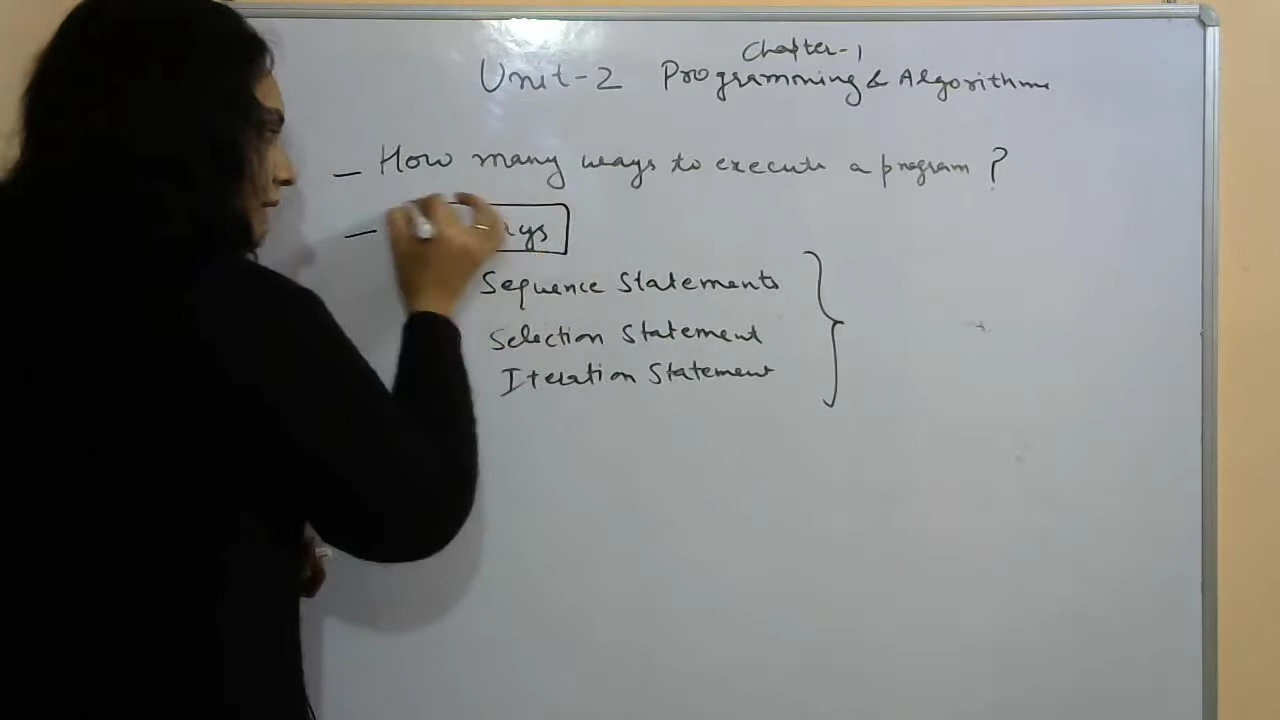 Chapter-1
Unit-2 Programming & Algorithms
– How many ways to execute a program ?
–
Sequence Statements
Selection Statement
Iteration Statement